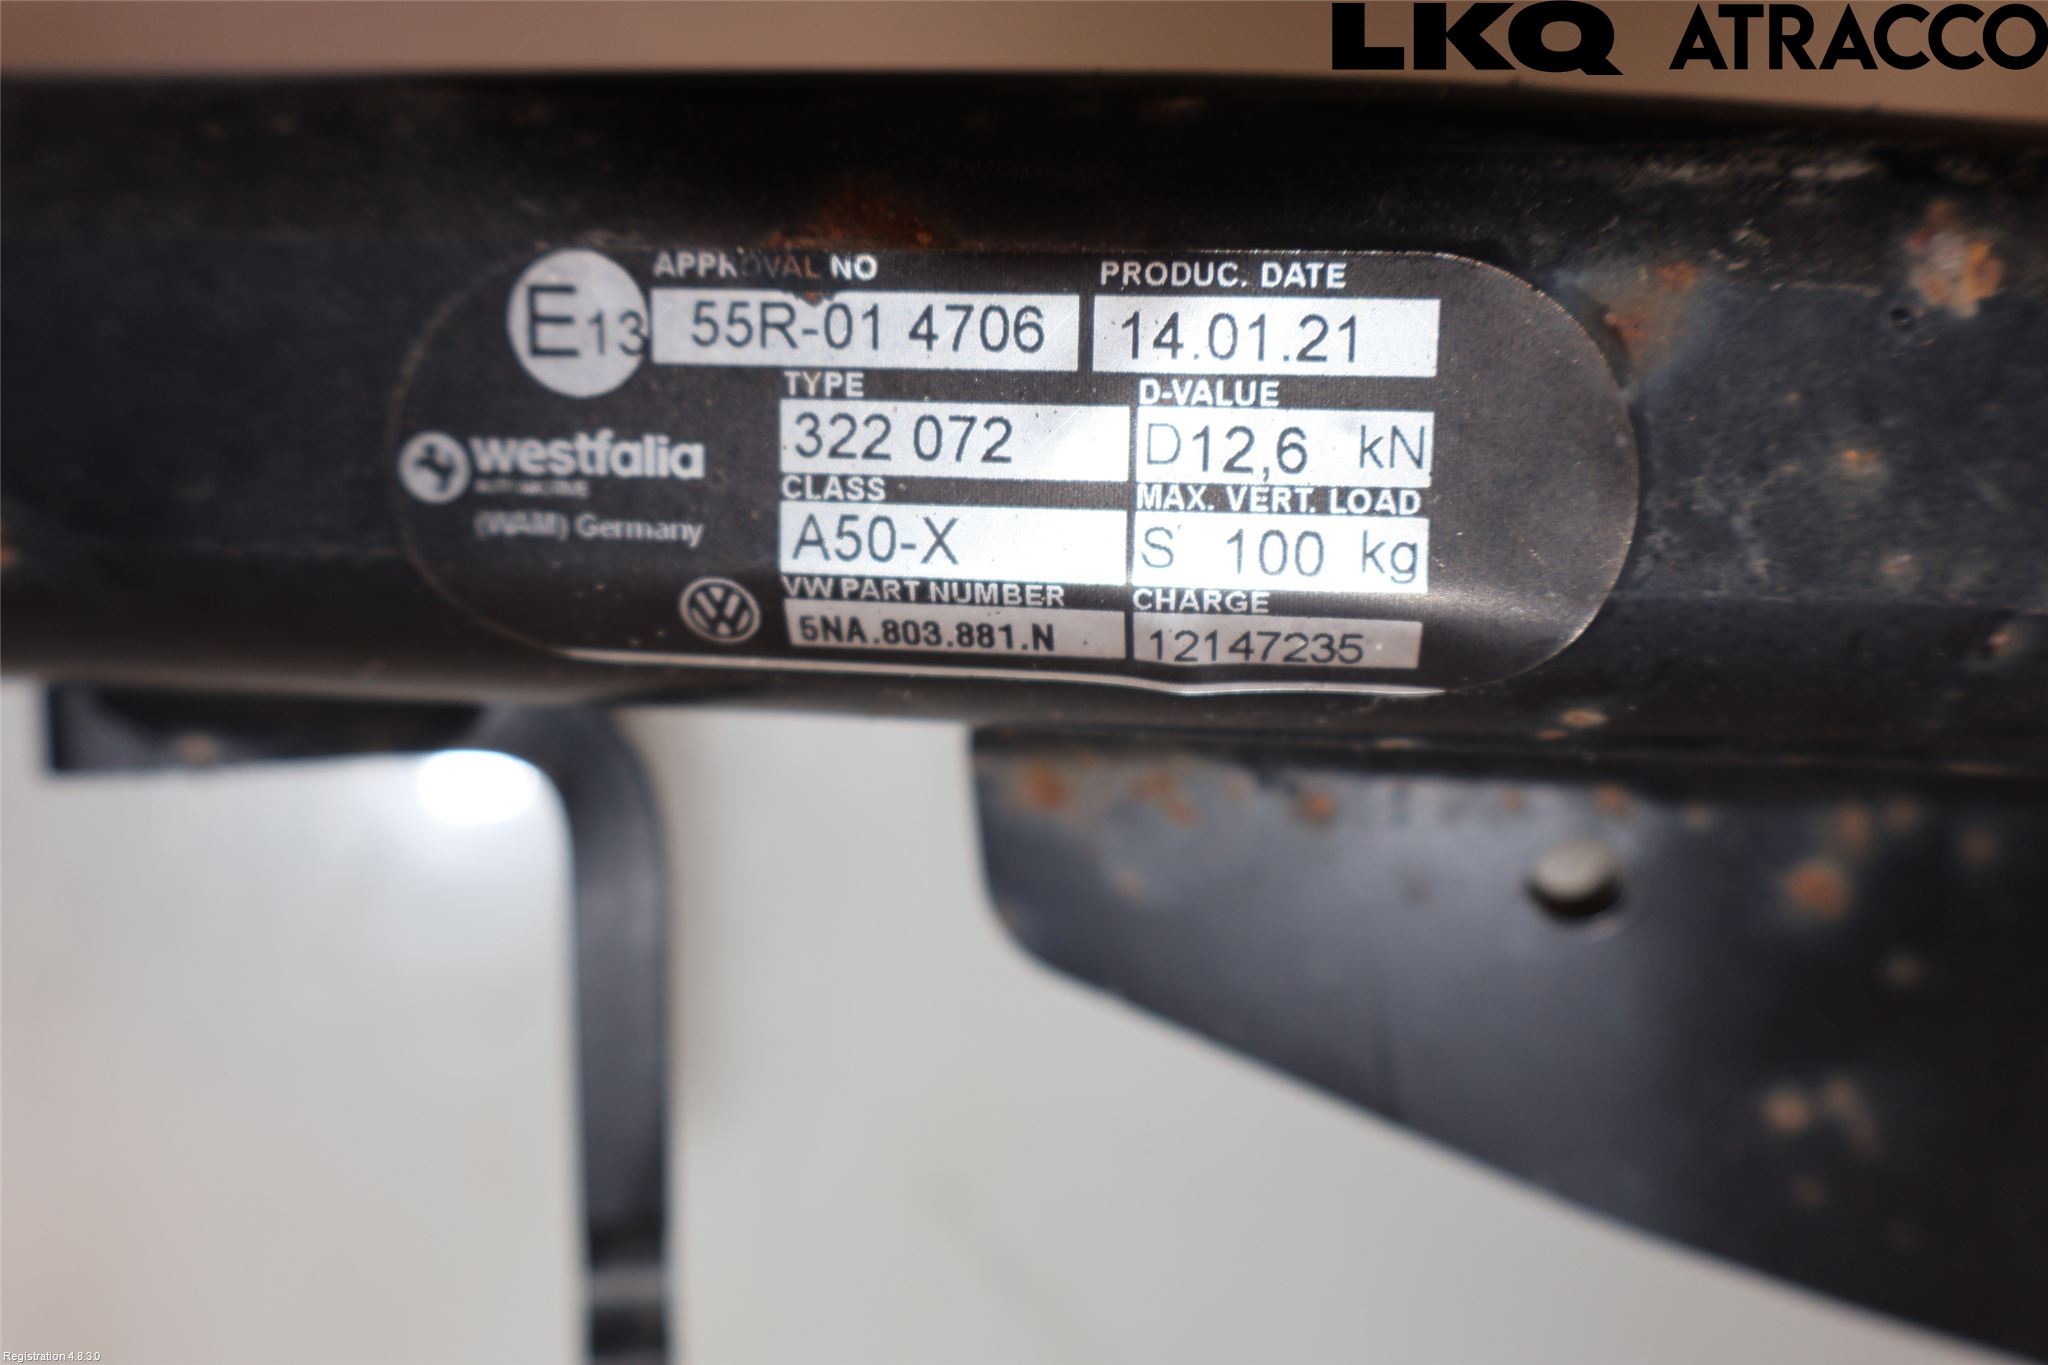 LKQ ATRACCO
APPROVAL NO
PRODUC. DATE
E13
55R-01 4706
14.01.21
TYPE
D-VALUE
322 072
D12,6 kN
westfalia
AUTOMOTIVE
(WAM) Germany
CLASS
MAX. VERT. LOAD
A50-X
S 100 kg
VW PART NUMBER
CHARGE
5NA.803.881.N
12147235
Registration 4.8.3.0